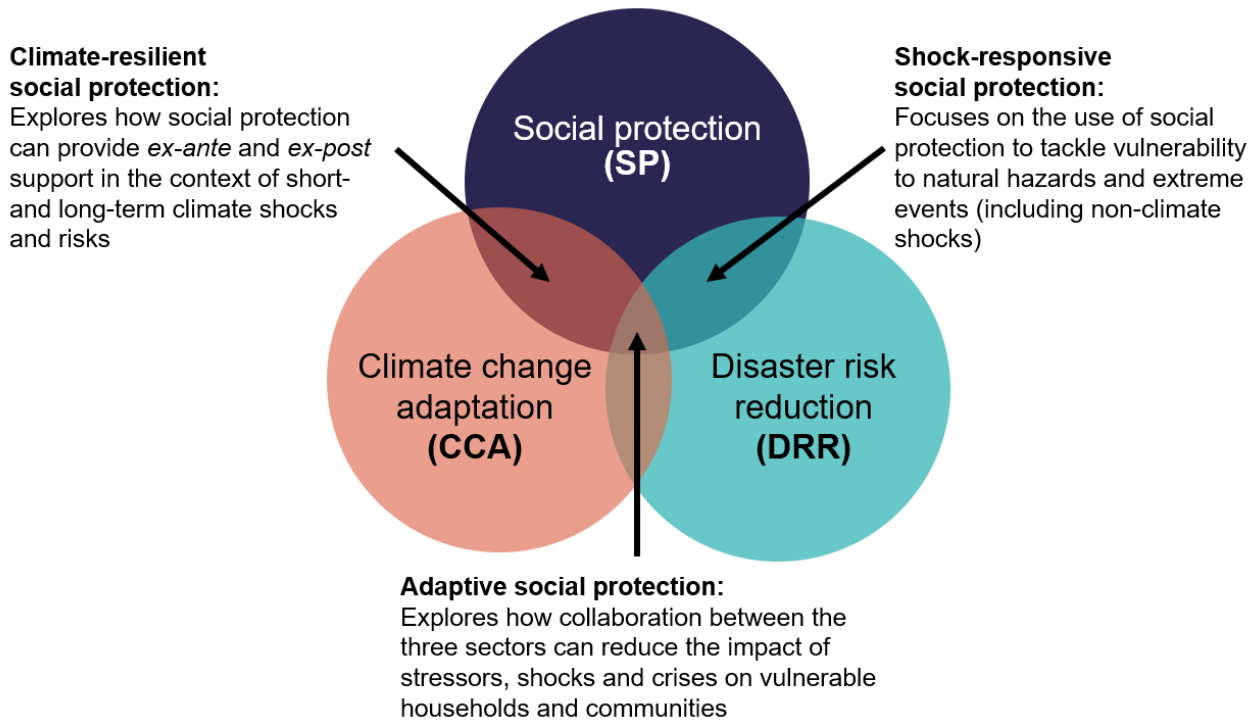 Climate-resilient
social protection:
Explores how social protection
can provide ex-ante and ex-post
support in the context of short-
and long-term climate shocks
and risks
Social protection
(SP)
Shock-responsive
social protection:
Focuses on the use of social
protection to tackle vulnerability
to natural hazards and extreme
events (including non-climate
shocks)
Climate change
adaptation
(CCA)
Disaster risk
reduction
(DRR)
Adaptive social protection:
Explores how collaboration between the
three sectors can reduce the impact of
stressors, shocks and crises on vulnerable
households and communities